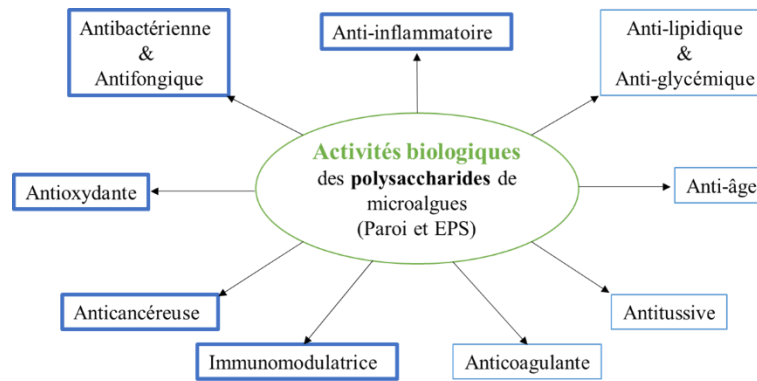 Antibactérienne
&
Antifongique
Anti-inflammatoire
Anti-lipidique
&
Anti-glycémique
Activités biologiques
des polysaccharides de
microalgues
(Paroi et EPS)
Antioxydante
Anti-âge
Anticancéreuse
Antitussive
Immunomodulatrice
Anticoagulante